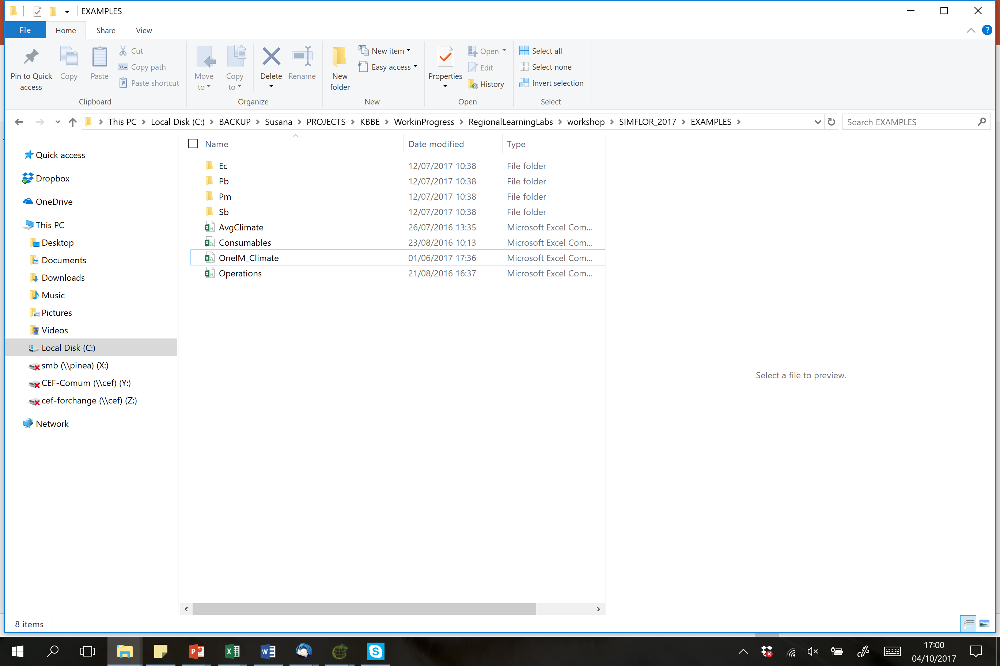 EXAMPLES
File Home Share View
Pin to Quick access
Copy
Paste
Cut
Copy path
Paste shortcut
Clipboard
Move to
Copy to
Delete
Rename
Organize
New folder
New item
Easy access
New
Properties
Open
Edit
History
Open
Select all
Select none
Invert selection
Select
This PC Local Disk (C:) BACKUP Susana PROJECTS KBBE WorkinProgress RegionalLearningLabs workshop SIMFLOR_2017 EXAMPLES
Search EXAMPLES
Quick access
Dropbox
OneDrive
This PC
Desktop
Documents
Downloads
Music
Pictures
Videos
Local Disk (C:)
smb (\\pinea) (X:)
CEF-Comum (\\cef) (Y:)
cef-forchange (\\cef) (Z:)
Network
Name Date modified Type
Ec 12/07/2017 10:38 File folder
Pb 12/07/2017 10:38 File folder
Pm 12/07/2017 10:38 File folder
Sb 12/07/2017 10:38 File folder
AvgClimate 26/07/2016 13:35 Microsoft Excel Com...
Consumables 23/08/2016 10:13 Microsoft Excel Com...
OneIM_Climate 01/06/2017 17:36 Microsoft Excel Com...
Operations 21/08/2016 16:37 Microsoft Excel Com...
Select a file to preview.
8 items
17:00
04/10/2017